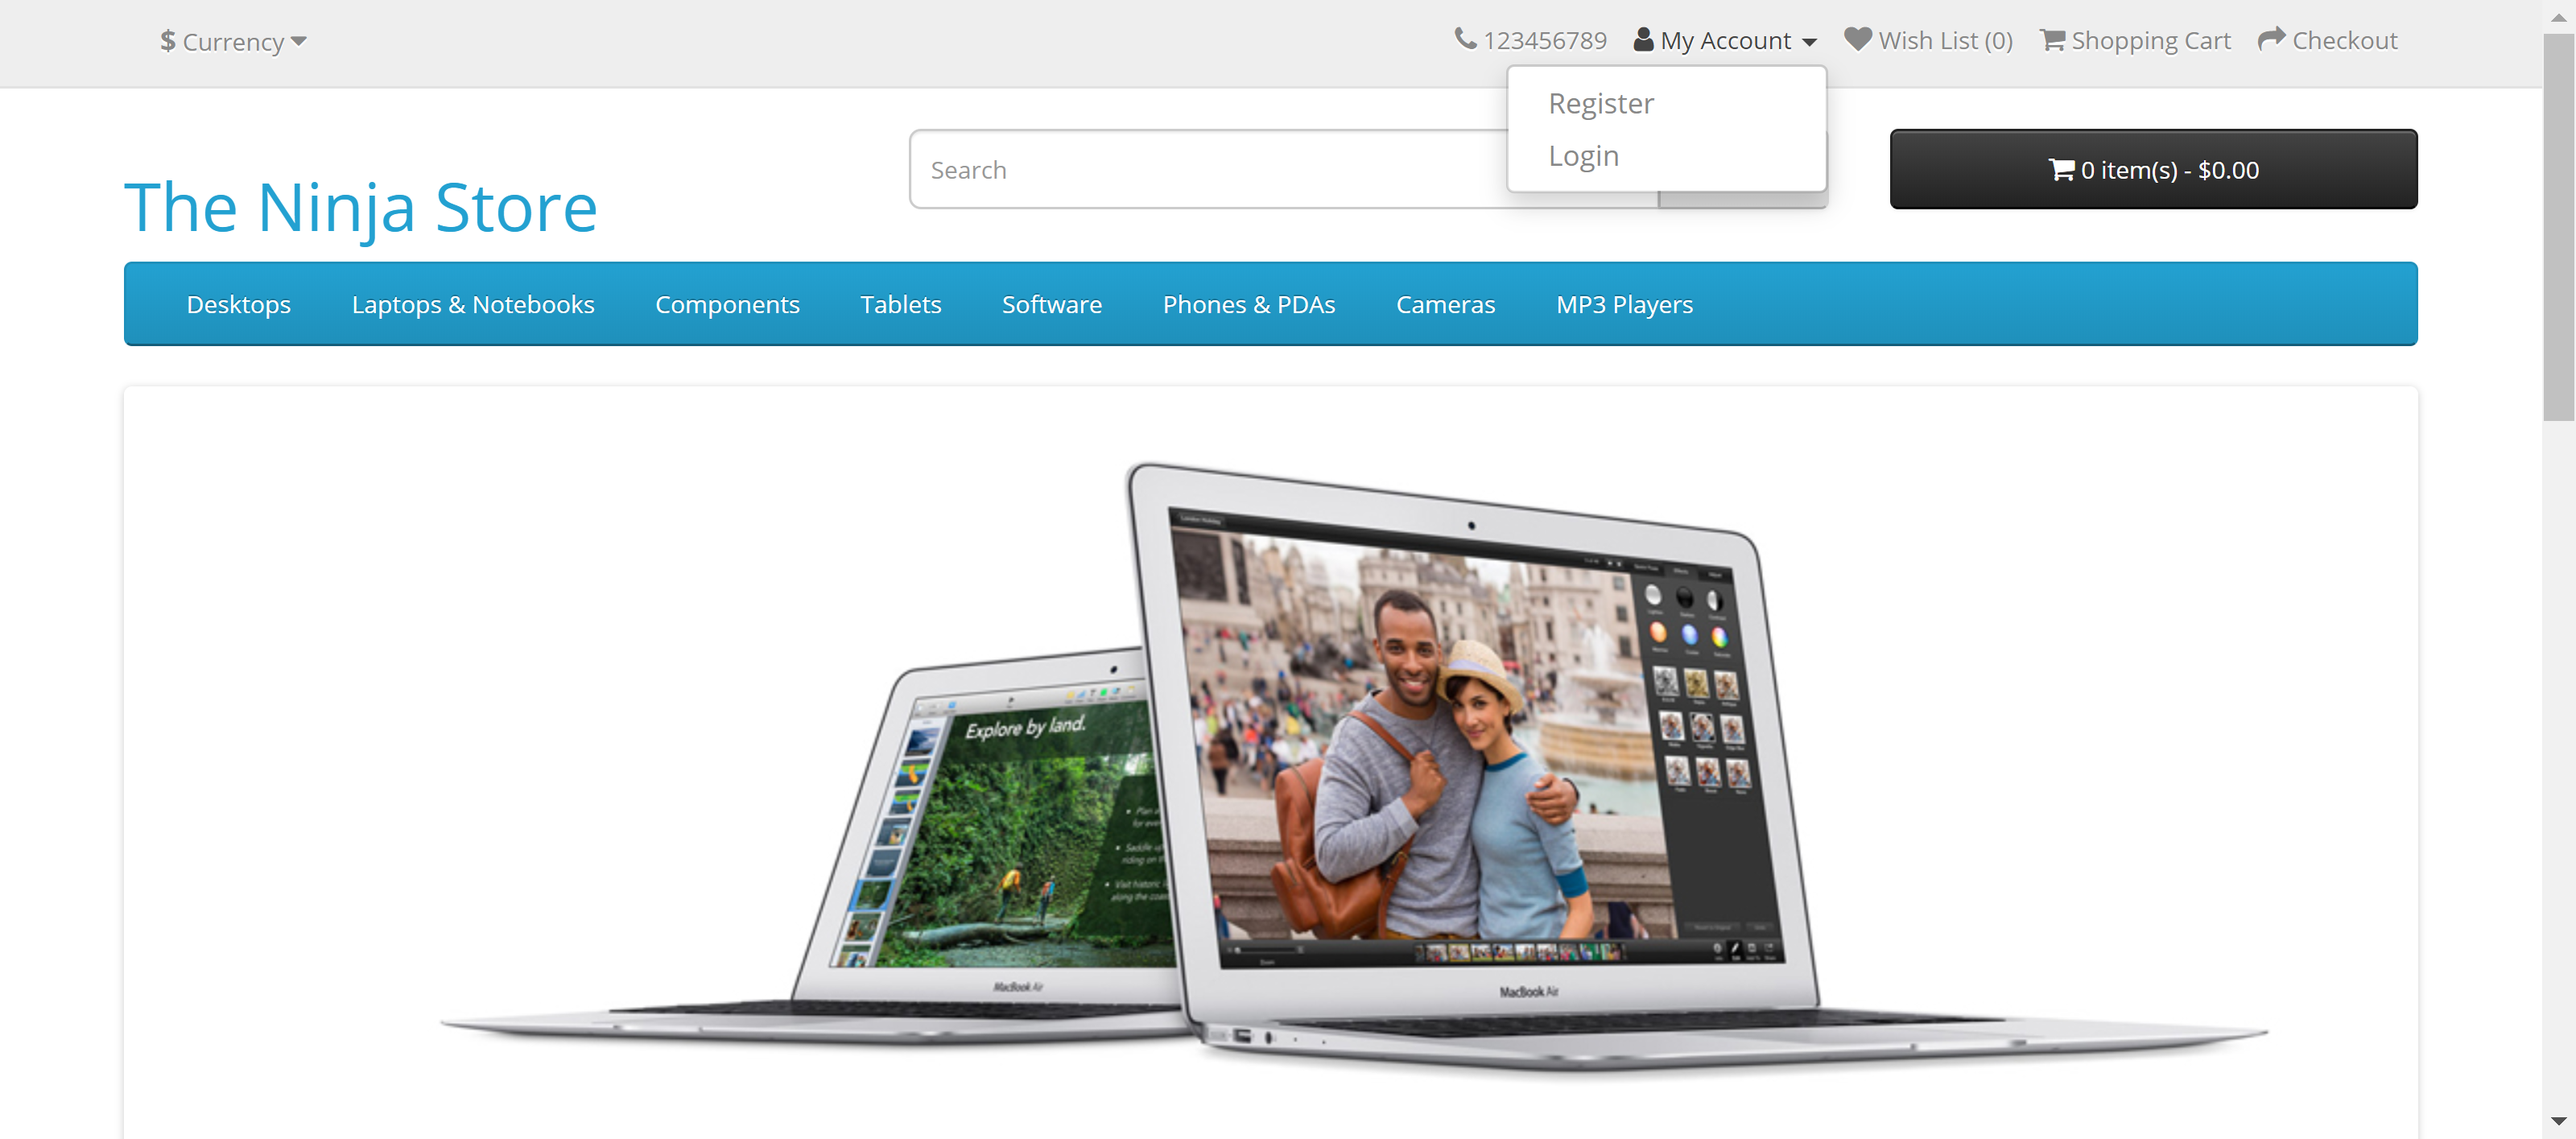 $ Currency
123456789 My Account Wish List (0) Shopping Cart Checkout
Register
Login
The Ninja Store
Search
0 item(s) - $0.00
Desktops Laptops & Notebooks Components Tablets Software Phones & PDAs Cameras MP3 Players
Explore by land.
MacBook Air
MacBook Air